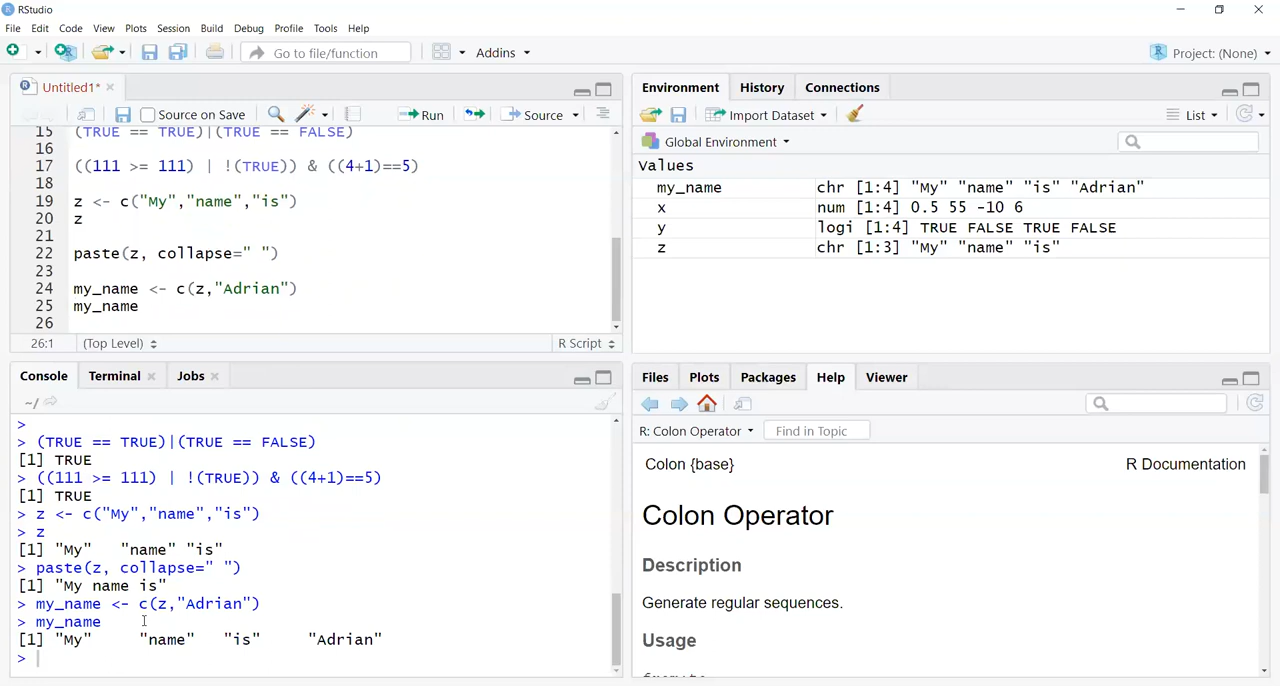 RStudio
File Edit Code View Plots Session Build Debug Profile Tools Help
Go to file/function Addins Project: (None)
Untitled1*
Source on Save Run Source
15 (TRUE == TRUE)|(TRUE == FALSE)
16
17 ((111 >= 111) | !(TRUE)) & ((4+1)==5)
18
19 z <- c("My","name","is")
20 z
21
22 paste(z, collapse=" ")
23
24 my_name <- c(z,"Adrian")
25 my_name
26
26:1 (Top Level) R Script
Console Terminal Jobs
~/
>
> (TRUE == TRUE)|(TRUE == FALSE)
[1] TRUE
> ((111 >= 111) | !(TRUE)) & ((4+1)==5)
[1] TRUE
> z <- c("My","name","is")
> z
[1] "My"   "name" "is"
> paste(z, collapse=" ")
[1] "My name is"
> my_name <- c(z,"Adrian")
> my_name
[1] "My"     "name"   "is"     "Adrian"
>
Environment History Connections
Import Dataset List
Global Environment
Values
my_name chr [1:4] "My" "name" "is" "Adrian"
x num [1:4] 0.5 55 -10 6
y logi [1:4] TRUE FALSE TRUE FALSE
z chr [1:3] "My" "name" "is"
Files Plots Packages Help Viewer
R: Colon Operator Find in Topic
Colon {base} R Documentation
Colon Operator
Description
Generate regular sequences.
Usage